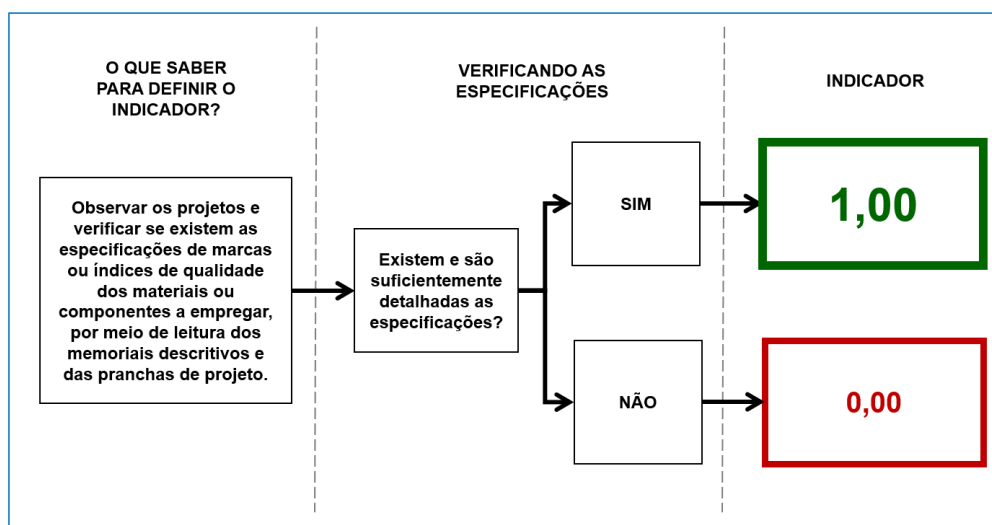 O QUE SABER
PARA DEFINIR O
INDICADOR?
VERIFICANDO AS
ESPECIFICAÇÕES
INDICADOR
Observar os projetos e
verificar se existem as
especificações de marcas
ou índices de qualidade
dos materiais ou
componentes a empregar,
por meio de leitura dos
memoriais descritivos e
das pranchas de projeto.
Existem e são
suficientemente
detalhadas as
especificações?
SIM
1,00
NÃO
0,00